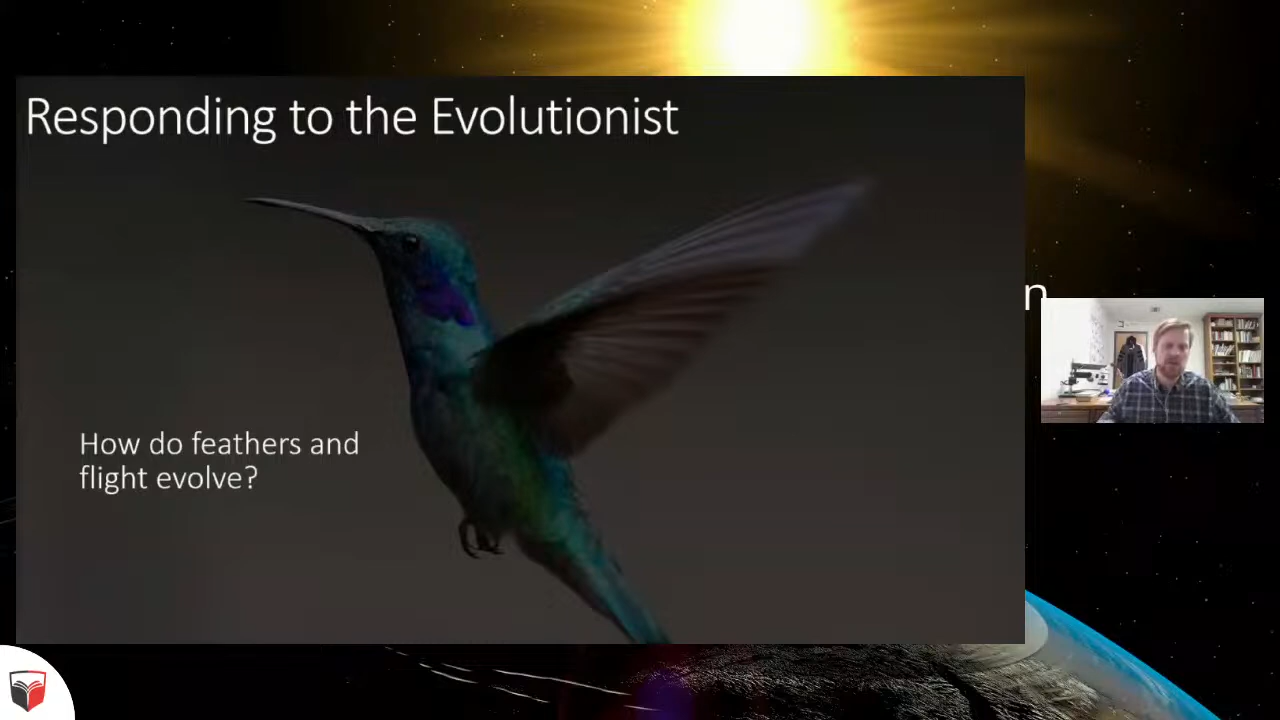 Responding to the Evolutionist
n
How do feathers and
flight evolve?